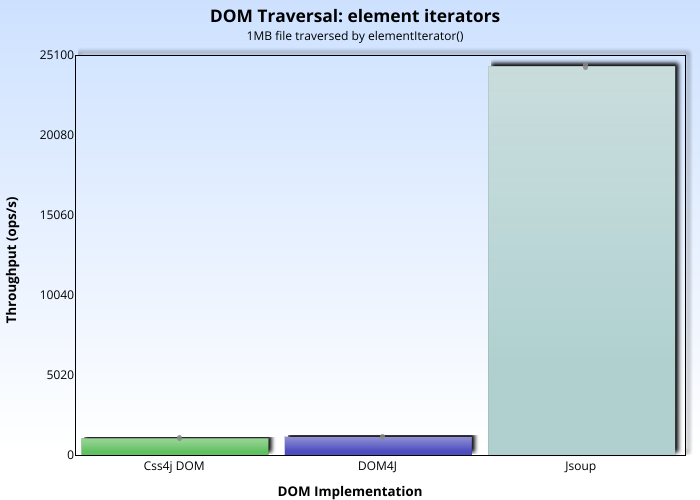 DOM Traversal: element iterators
1MB file traversed by elementIterator()
25100
20080
15060
10040
5020
0
Throughput (ops/s)
Css4j DOM
DOM4J
Jsoup
DOM Implementation